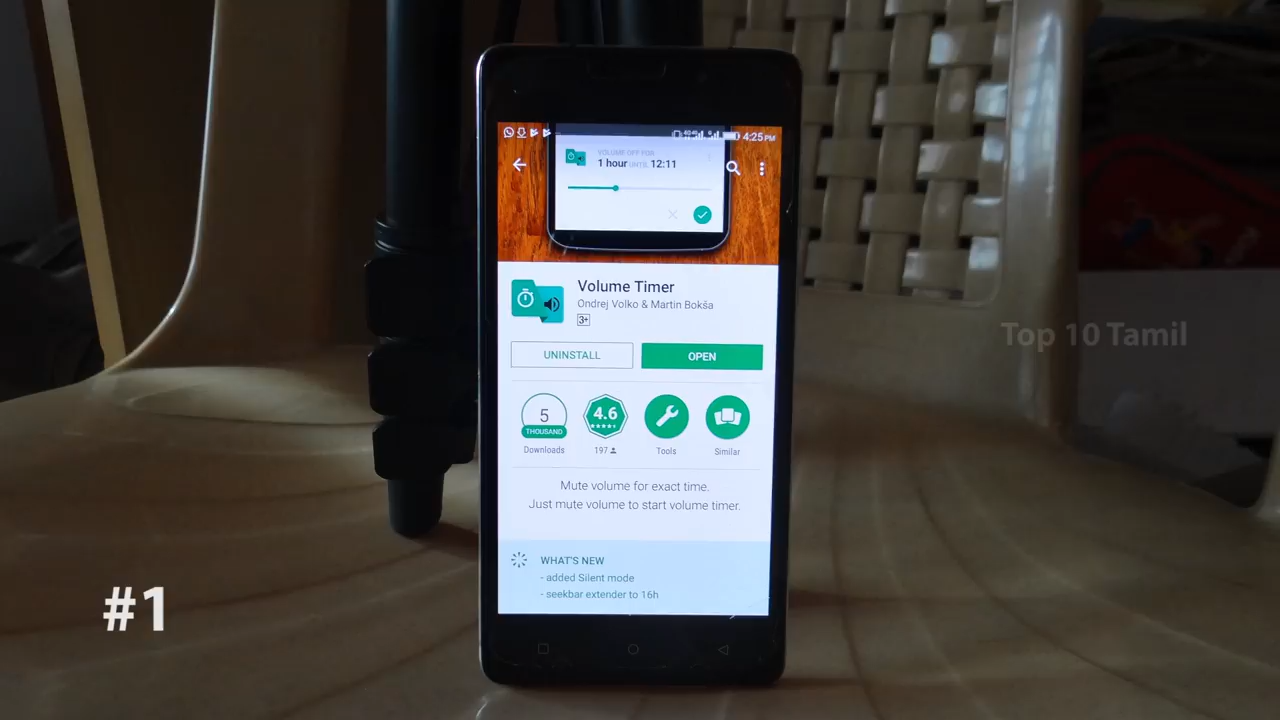 4:25PM
VOLUME OFF FOR
1 hour UNTIL 12:11
Volume Timer
Ondrej Volko & Martin Bokša
3+
UNINSTALL
OPEN
5
THOUSAND
Downloads
4.6
197
Tools
Similar
Mute volume for exact time.
Just mute volume to start volume timer.
WHAT'S NEW
- added Silent mode
- seekbar extender to 16h
Top 10 Tamil
#1